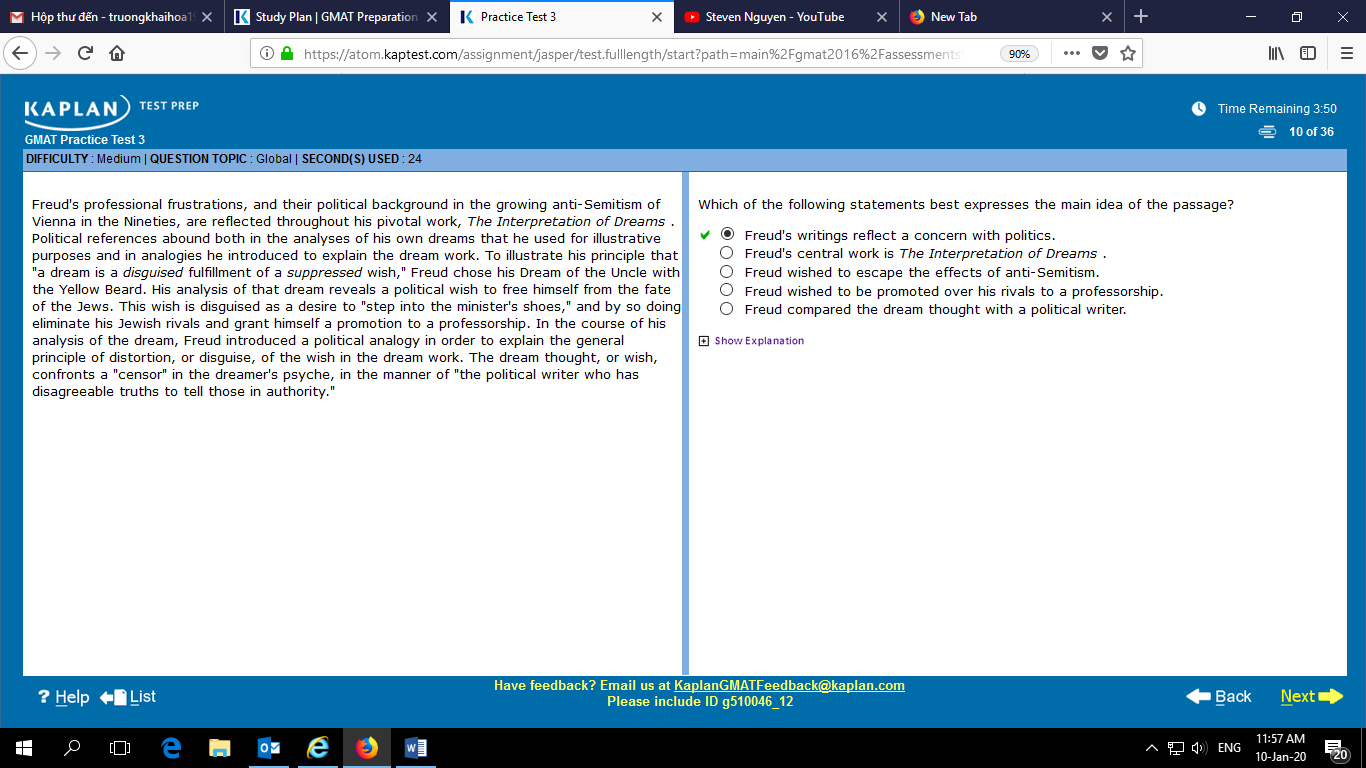 Hộp thư đến - truongkhaihoa15
Study Plan | GMAT Preparation
Practice Test 3
Steven Nguyen - YouTube
New Tab
https://atom.kaptest.com/assignment/jasper/test.fulllength/start?path=main%2Fgmat2016%2Fassessments
90%
KAPLAN TEST PREP
Time Remaining 3:50
GMAT Practice Test 3
10 of 36
DIFFICULTY : Medium | QUESTION TOPIC : Global | SECOND(S) USED : 24
Freud's professional frustrations, and their political background in the growing anti-Semitism of
Vienna in the Nineties, are reflected throughout his pivotal work, The Interpretation of Dreams .
Political references abound both in the analyses of his own dreams that he used for illustrative
purposes and in analogies he introduced to explain the dream work. To illustrate his principle that
"a dream is a disguised fulfillment of a suppressed wish," Freud chose his Dream of the Uncle with
the Yellow Beard. His analysis of that dream reveals a political wish to free himself from the fate
of the Jews. This wish is disguised as a desire to "step into the minister's shoes," and by so doing
eliminate his Jewish rivals and grant himself a promotion to a professorship. In the course of his
analysis of the dream, Freud introduced a political analogy in order to explain the general
principle of distortion, or disguise, of the wish in the dream work. The dream thought, or wish,
confronts a "censor" in the dreamer's psyche, in the manner of "the political writer who has
disagreeable truths to tell those in authority."
Which of the following statements best expresses the main idea of the passage?
Freud's writings reflect a concern with politics.
Freud's central work is The Interpretation of Dreams .
Freud wished to escape the effects of anti-Semitism.
Freud wished to be promoted over his rivals to a professorship.
Freud compared the dream thought with a political writer.
Show Explanation
? Help
List
Have feedback? Email us at KaplanGMATFeedback@kaplan.com
Please include ID g510046_12
Back
Next
ENG
11:57 AM
10-Jan-20
20